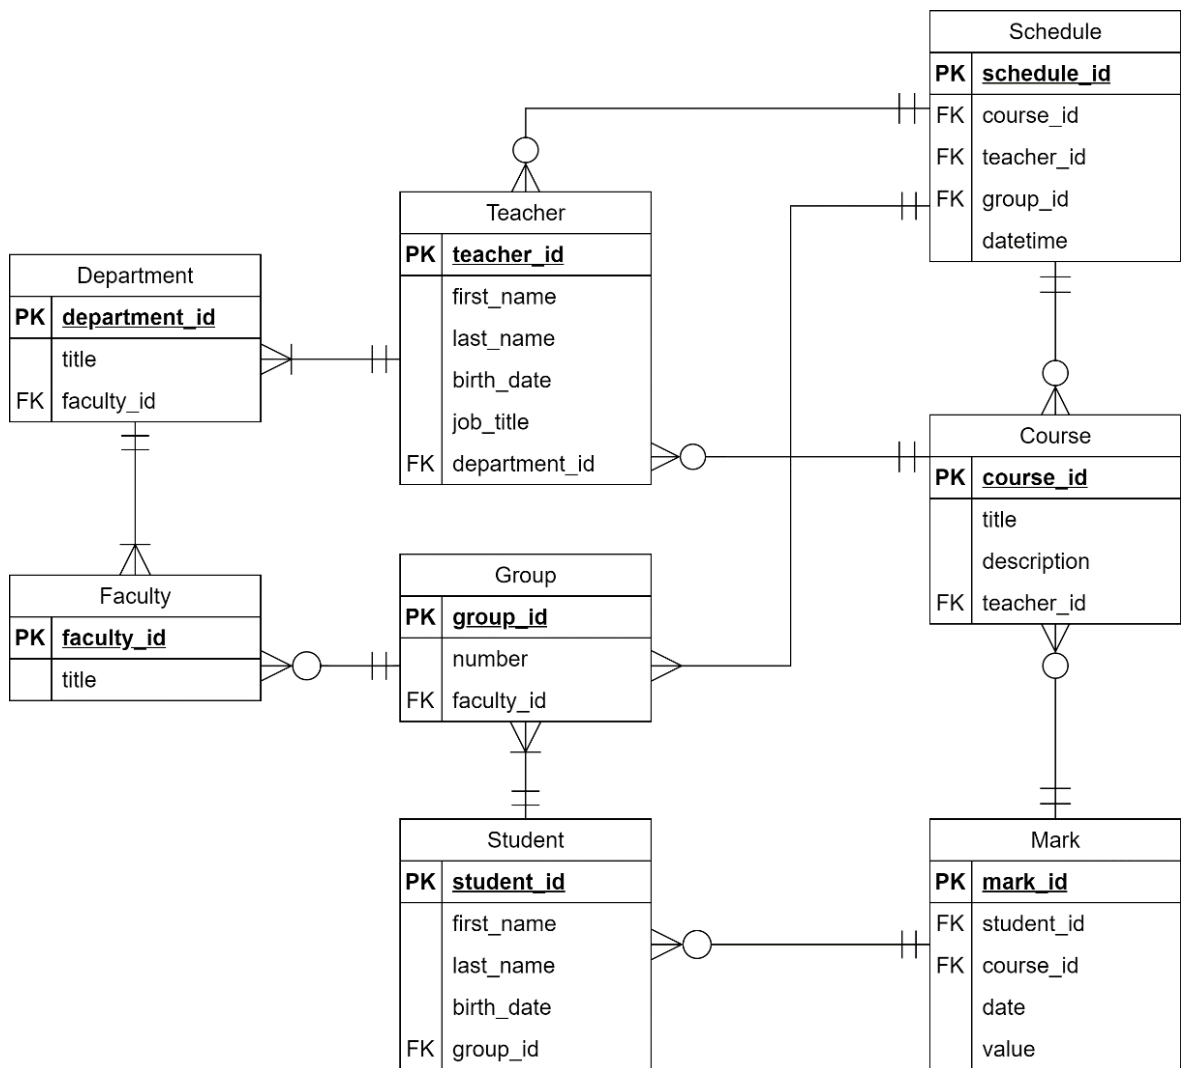 Schedule
PK schedule_id
FK course_id
FK teacher_id
FK group_id
datetime
Teacher
PK teacher_id
first_name
last_name
birth_date
job_title
FK department_id
Department
PK department_id
title
FK faculty_id
Course
PK course_id
title
description
FK teacher_id
Faculty
PK faculty_id
title
Group
PK group_id
number
FK faculty_id
Student
PK student_id
first_name
last_name
birth_date
FK group_id
Mark
PK mark_id
FK student_id
FK course_id
date
value